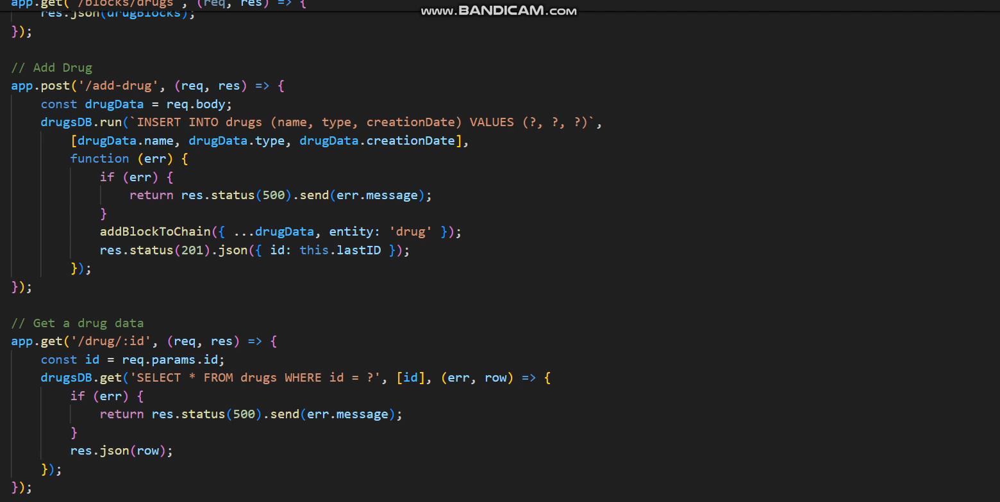 app.get('/blocks/drugs', (req, res) => {
www.BANDICAM.com
    res.json(drugBlocks);
});

// Add Drug
app.post('/add-drug', (req, res) => {
    const drugData = req.body;
    drugsDB.run(`INSERT INTO drugs (name, type, creationDate) VALUES (?, ?, ?)`,
        [drugData.name, drugData.type, drugData.creationDate],
        function (err) {
            if (err) {
                return res.status(500).send(err.message);
            }
            addBlockToChain({ ...drugData, entity: 'drug' });
            res.status(201).json({ id: this.lastID });
        });
});

// Get a drug data
app.get('/drug/:id', (req, res) => {
    const id = req.params.id;
    drugsDB.get('SELECT * FROM drugs WHERE id = ?', [id], (err, row) => {
        if (err) {
            return res.status(500).send(err.message);
        }
        res.json(row);
    });
});